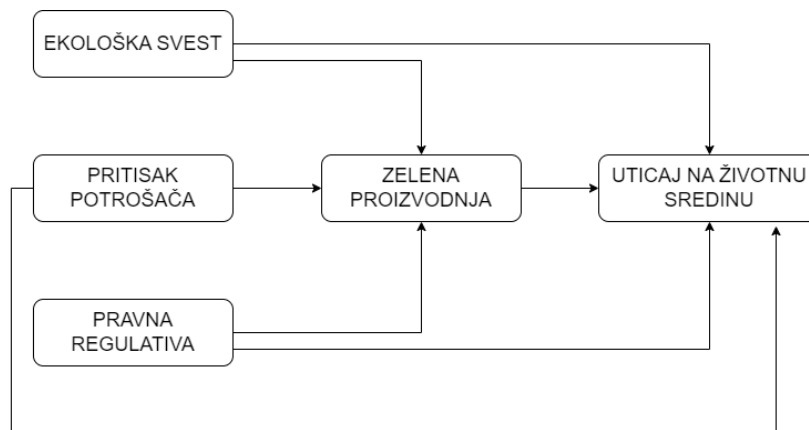 EKOLOŠKA SVEST
PRITISAK
POTROŠAČA
ZELENA
PROIZVODNJA
UTICAJ NA ŽIVOTNU
SREDINU
PRAVNA
REGULATIVA